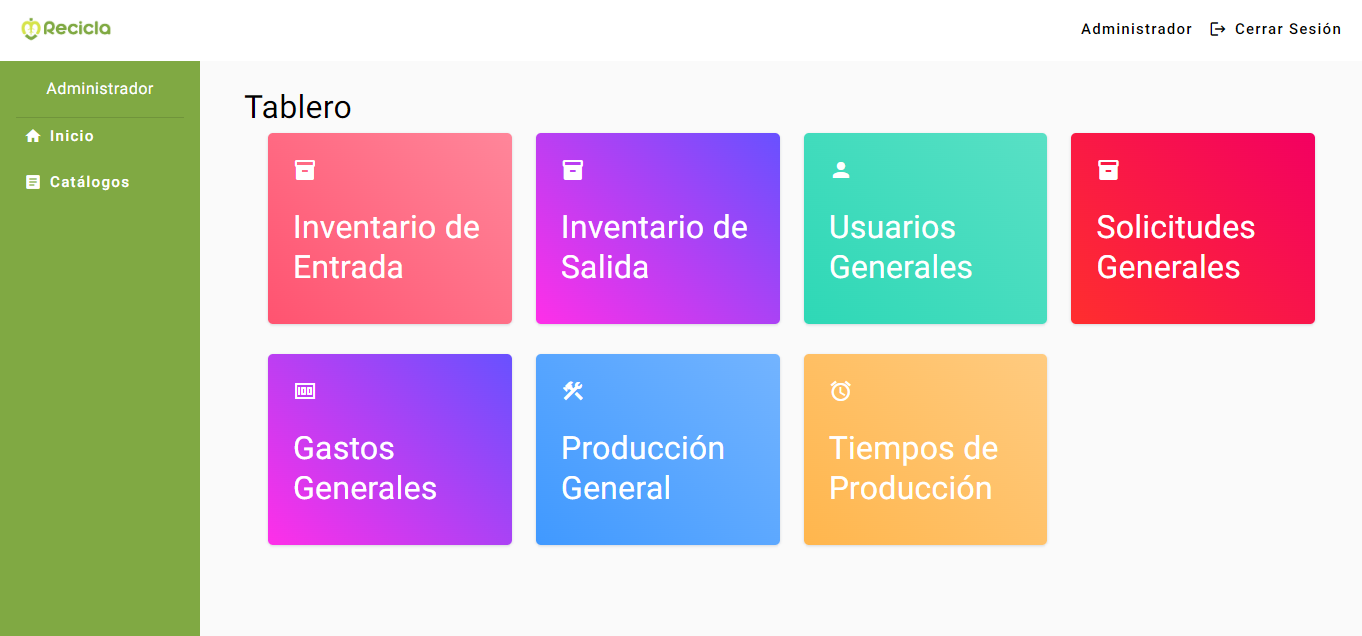 Recicla
Administrador
Cerrar Sesión
Administrador
Inicio
Catálogos
Tablero
Inventario de
Entrada
Inventario de
Salida
Usuarios
Generales
Solicitudes
Generales
Gastos
Generales
Producción
General
Tiempos de
Producción